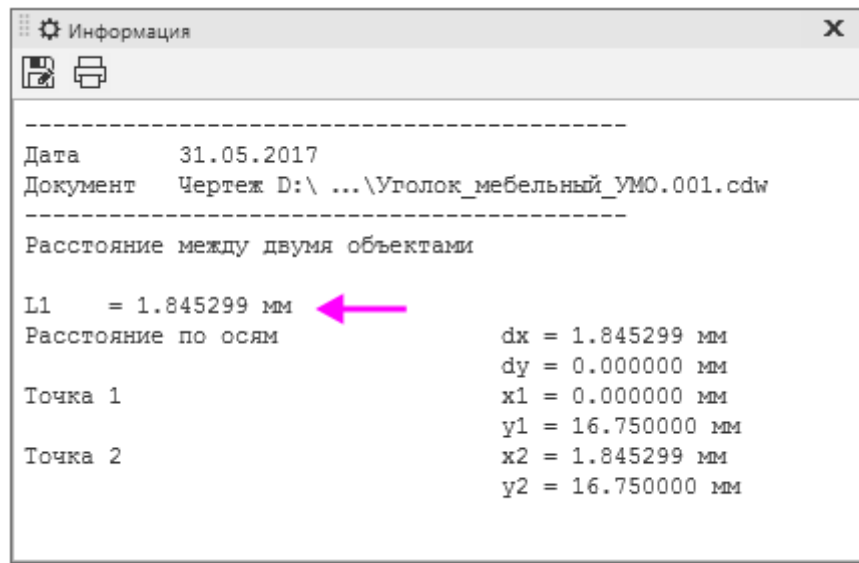 Информация
-------------------------------------------
Дата      31.05.2017
Документ  Чертеж D:\ ...\Уголок_мебельный_УМО.001.cdw
-------------------------------------------
Расстояние между двумя объектами
L1    = 1.845299 мм
Расстояние по осям              dx = 1.845299 мм
dy = 0.000000 мм
Точка 1                         x1 = 0.000000 мм
y1 = 16.750000 мм
Точка 2                         x2 = 1.845299 мм
y2 = 16.750000 мм